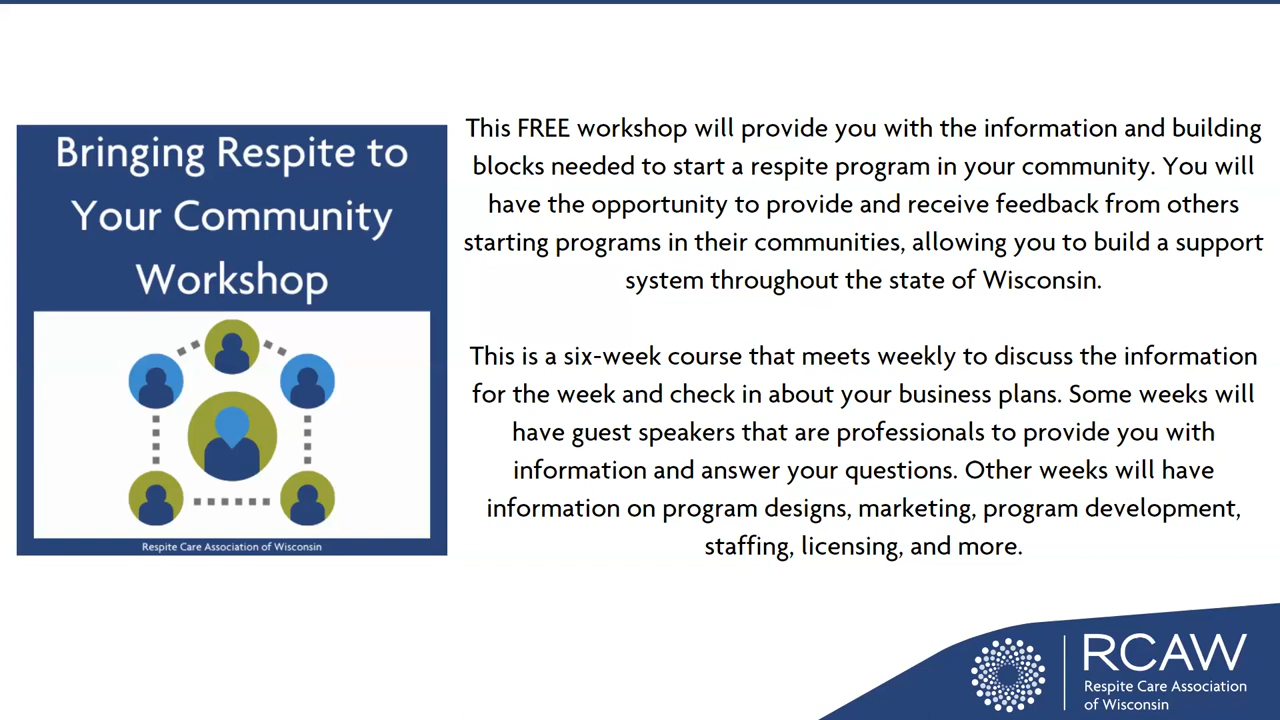 Bringing Respite to
Your Community
Workshop
Respite Care Association of Wisconsin
This FREE workshop will provide you with the information and building
blocks needed to start a respite program in your community. You will
have the opportunity to provide and receive feedback from others
starting programs in their communities, allowing you to build a support
system throughout the state of Wisconsin.
This is a six-week course that meets weekly to discuss the information
for the week and check in about your business plans. Some weeks will
have guest speakers that are professionals to provide you with
information and answer your questions. Other weeks will have
information on program designs, marketing, program development,
staffing, licensing, and more.
RCAW
Respite Care Association
of Wisconsin